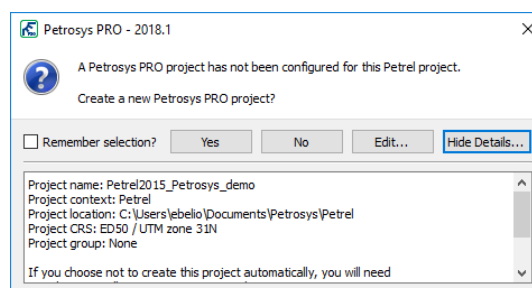 Petrosys PRO - 2018.1
A Petrosys PRO project has not been configured for this Petrel project.
Create a new Petrosys PRO project?
Remember selection?
Yes
No
Edit...
Hide Details...
Project name: Petrel2015_Petrosys_demo
Project context: Petrel
Project location: C:\Users\ebelio\Documents\Petrosys\Petrel
Project CRS: ED50 / UTM zone 31N
Project group: None
If you choose not to create this project automatically, you will need